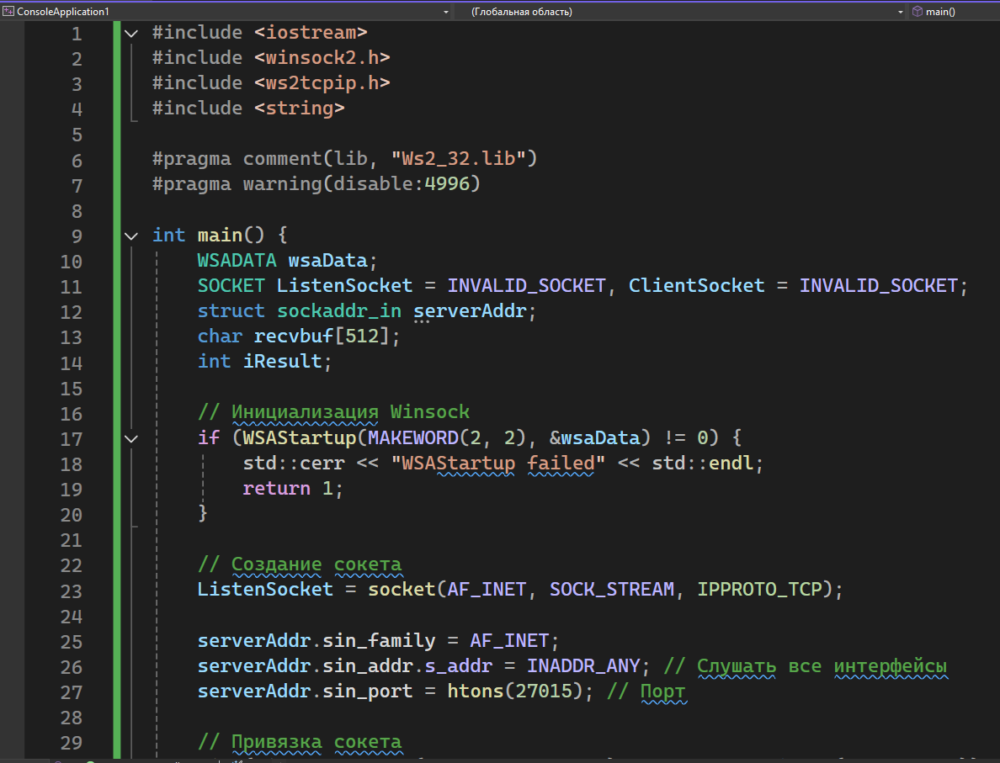 ConsoleApplication1 (Глобальная область) main()
1 #include <iostream>
2 #include <winsock2.h>
3 #include <ws2tcpip.h>
4 #include <string>
5
6 #pragma comment(lib, "Ws2_32.lib")
7 #pragma warning(disable:4996)
8
9 int main() {
10 WSADATA wsaData;
11 SOCKET ListenSocket = INVALID_SOCKET, ClientSocket = INVALID_SOCKET;
12 struct sockaddr_in serverAddr;
13 char recvbuf[512];
14 int iResult;
15
16 // Инициализация Winsock
17 if (WSAStartup(MAKEWORD(2, 2), &wsaData) != 0) {
18 std::cerr << "WSAStartup failed" << std::endl;
19 return 1;
20 }
21
22 // Создание сокета
23 ListenSocket = socket(AF_INET, SOCK_STREAM, IPPROTO_TCP);
24
25 serverAddr.sin_family = AF_INET;
26 serverAddr.sin_addr.s_addr = INADDR_ANY; // Слушать все интерфейсы
27 serverAddr.sin_port = htons(27015); // Порт
28
29 // Привязка сокета